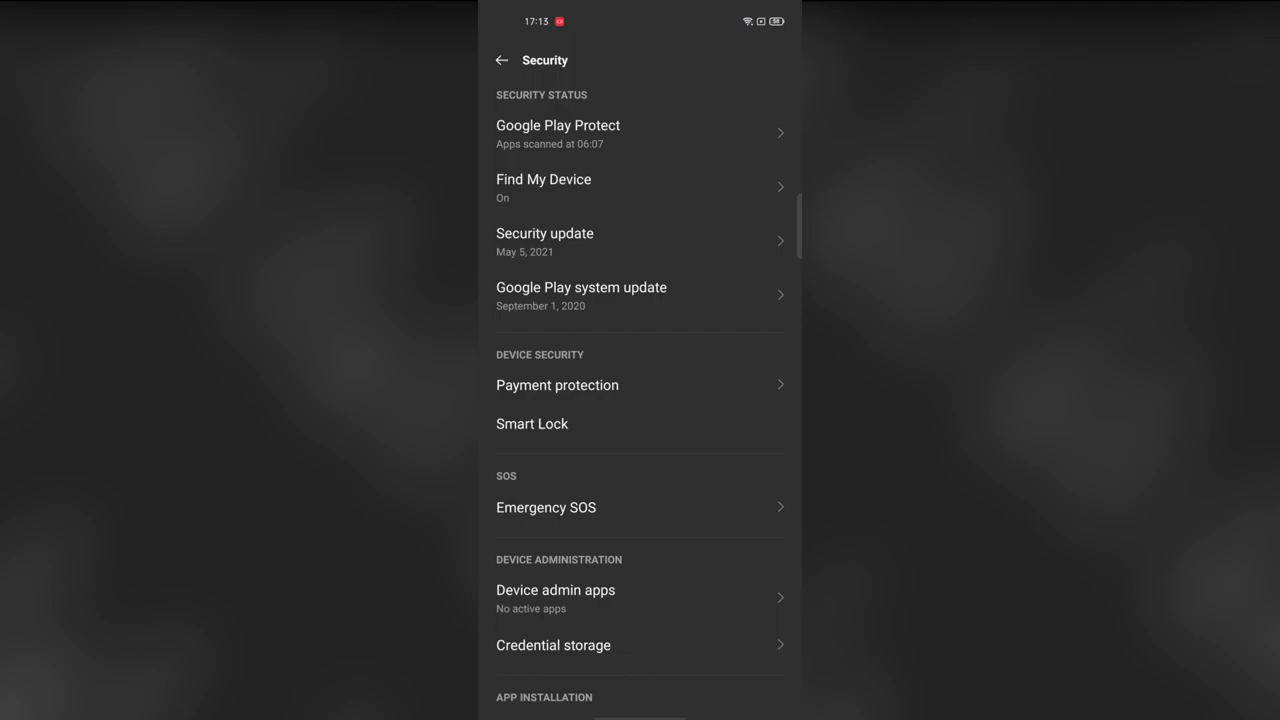 17:13
58
Security
SECURITY STATUS
Google Play Protect
Apps scanned at 06:07
Find My Device
On
Security update
May 5, 2021
Google Play system update
September 1, 2020
DEVICE SECURITY
Payment protection
Smart Lock
SOS
Emergency SOS
DEVICE ADMINISTRATION
Device admin apps
No active apps
Credential storage
APP INSTALLATION